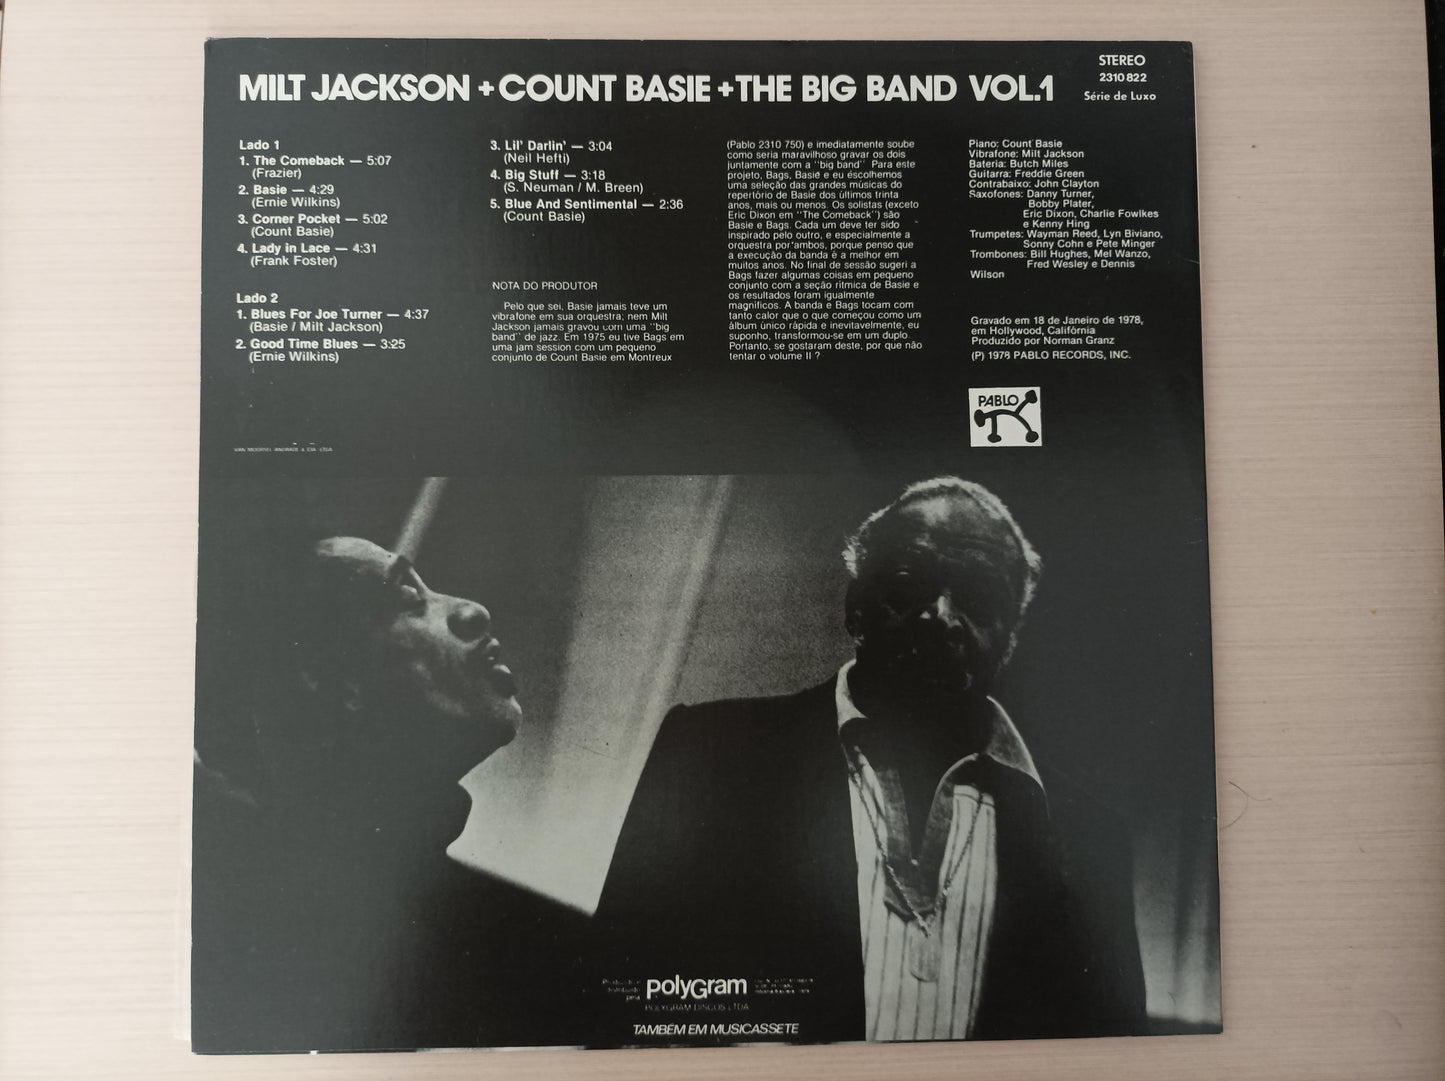 MILT JACKSON + COUNT BASIE + THE BIG BAND VOL.1
STEREO
2310 822
Série de Luxo
Lado 1
1. The Comeback — 5:07
(Frazier)
2. Basie — 4:29
(Ernie Wilkins)
3. Corner Pocket — 5:02
(Count Basie)
4. Lady in Lace — 4:31
(Frank Foster)
Lado 2
1. Blues For Joe Turner — 4:37
(Basie / Milt Jackson)
2. Good Time Blues — 3:25
(Ernie Wilkins)
3. Lil' Darlin' — 3:04
(Neil Hefti)
4. Big Stuff — 3:18
(S. Neuman / M. Breen)
5. Blue And Sentimental — 2:36
(Count Basie)
NOTA DO PRODUTOR
Pelo que sei, Basie jamais teve um
vibrafone em sua orquestra, nem Milt
Jackson jamais gravou com uma "big
band" de jazz. Em 1975 eu tive Bags em
uma jam session com um pequeno
conjunto de Count Basie em Montreux
(Pablo 2310 750) e imediatamente soube
como seria maravilhoso gravar os dois
juntamente com a "big band" Para este
projeto, Bags, Basie e eu escolhemos
uma seleção das grandes músicas do
repertório de Basie dos últimos trinta
anos, mais ou menos. Os solistas (exceto
Eric Dixon em "The Comeback") são
Basie e Bags. Cada um deve ter sido
inspirado pelo outro, e especialmente a
orquestra por ambos, porque penso que
a execução da banda é a melhor em
muitos anos. No final de sessão sugeri a
Bags fazer algumas coisas em pequeno
conjunto com a seção rítmica de Basie e
os resultados foram igualmente
magníficos. A banda e Bags tocam com
tanto calor que o que começou como um
álbum único rápida e inevitavelmente, eu
suponho, transformou-se em um duplo.
Portanto, se gostaram deste, por que não
tentar o volume II ?
Piano: Count Basie
Vibrafone: Milt Jackson
Bateria: Butch Miles
Guitarra: Freddie Green
Contrabaixo: John Clayton
Saxofones: Danny Turner,
Bobby Plater,
Eric Dixon, Charlie Fowlkes
e Kenny Hing
Trumpetes: Wayman Reed, Lyn Biviano,
Sonny Cohn e Pete Minger
Trombones: Bill Hughes, Mel Wanzo,
Fred Wesley e Dennis
Wilson
Gravado em 18 de Janeiro de 1978,
em Hollywood, Califórnia
Produzido por Norman Granz
(P) 1978 PABLO RECORDS, INC.
PABLO
VAN MOORSEL ANDRADE & CIA. LTDA
Produzido e
distribuído
pela
polyGram
POLYGRAM DISCOS LTDA
TAMBÉM EM MUSICASSETE